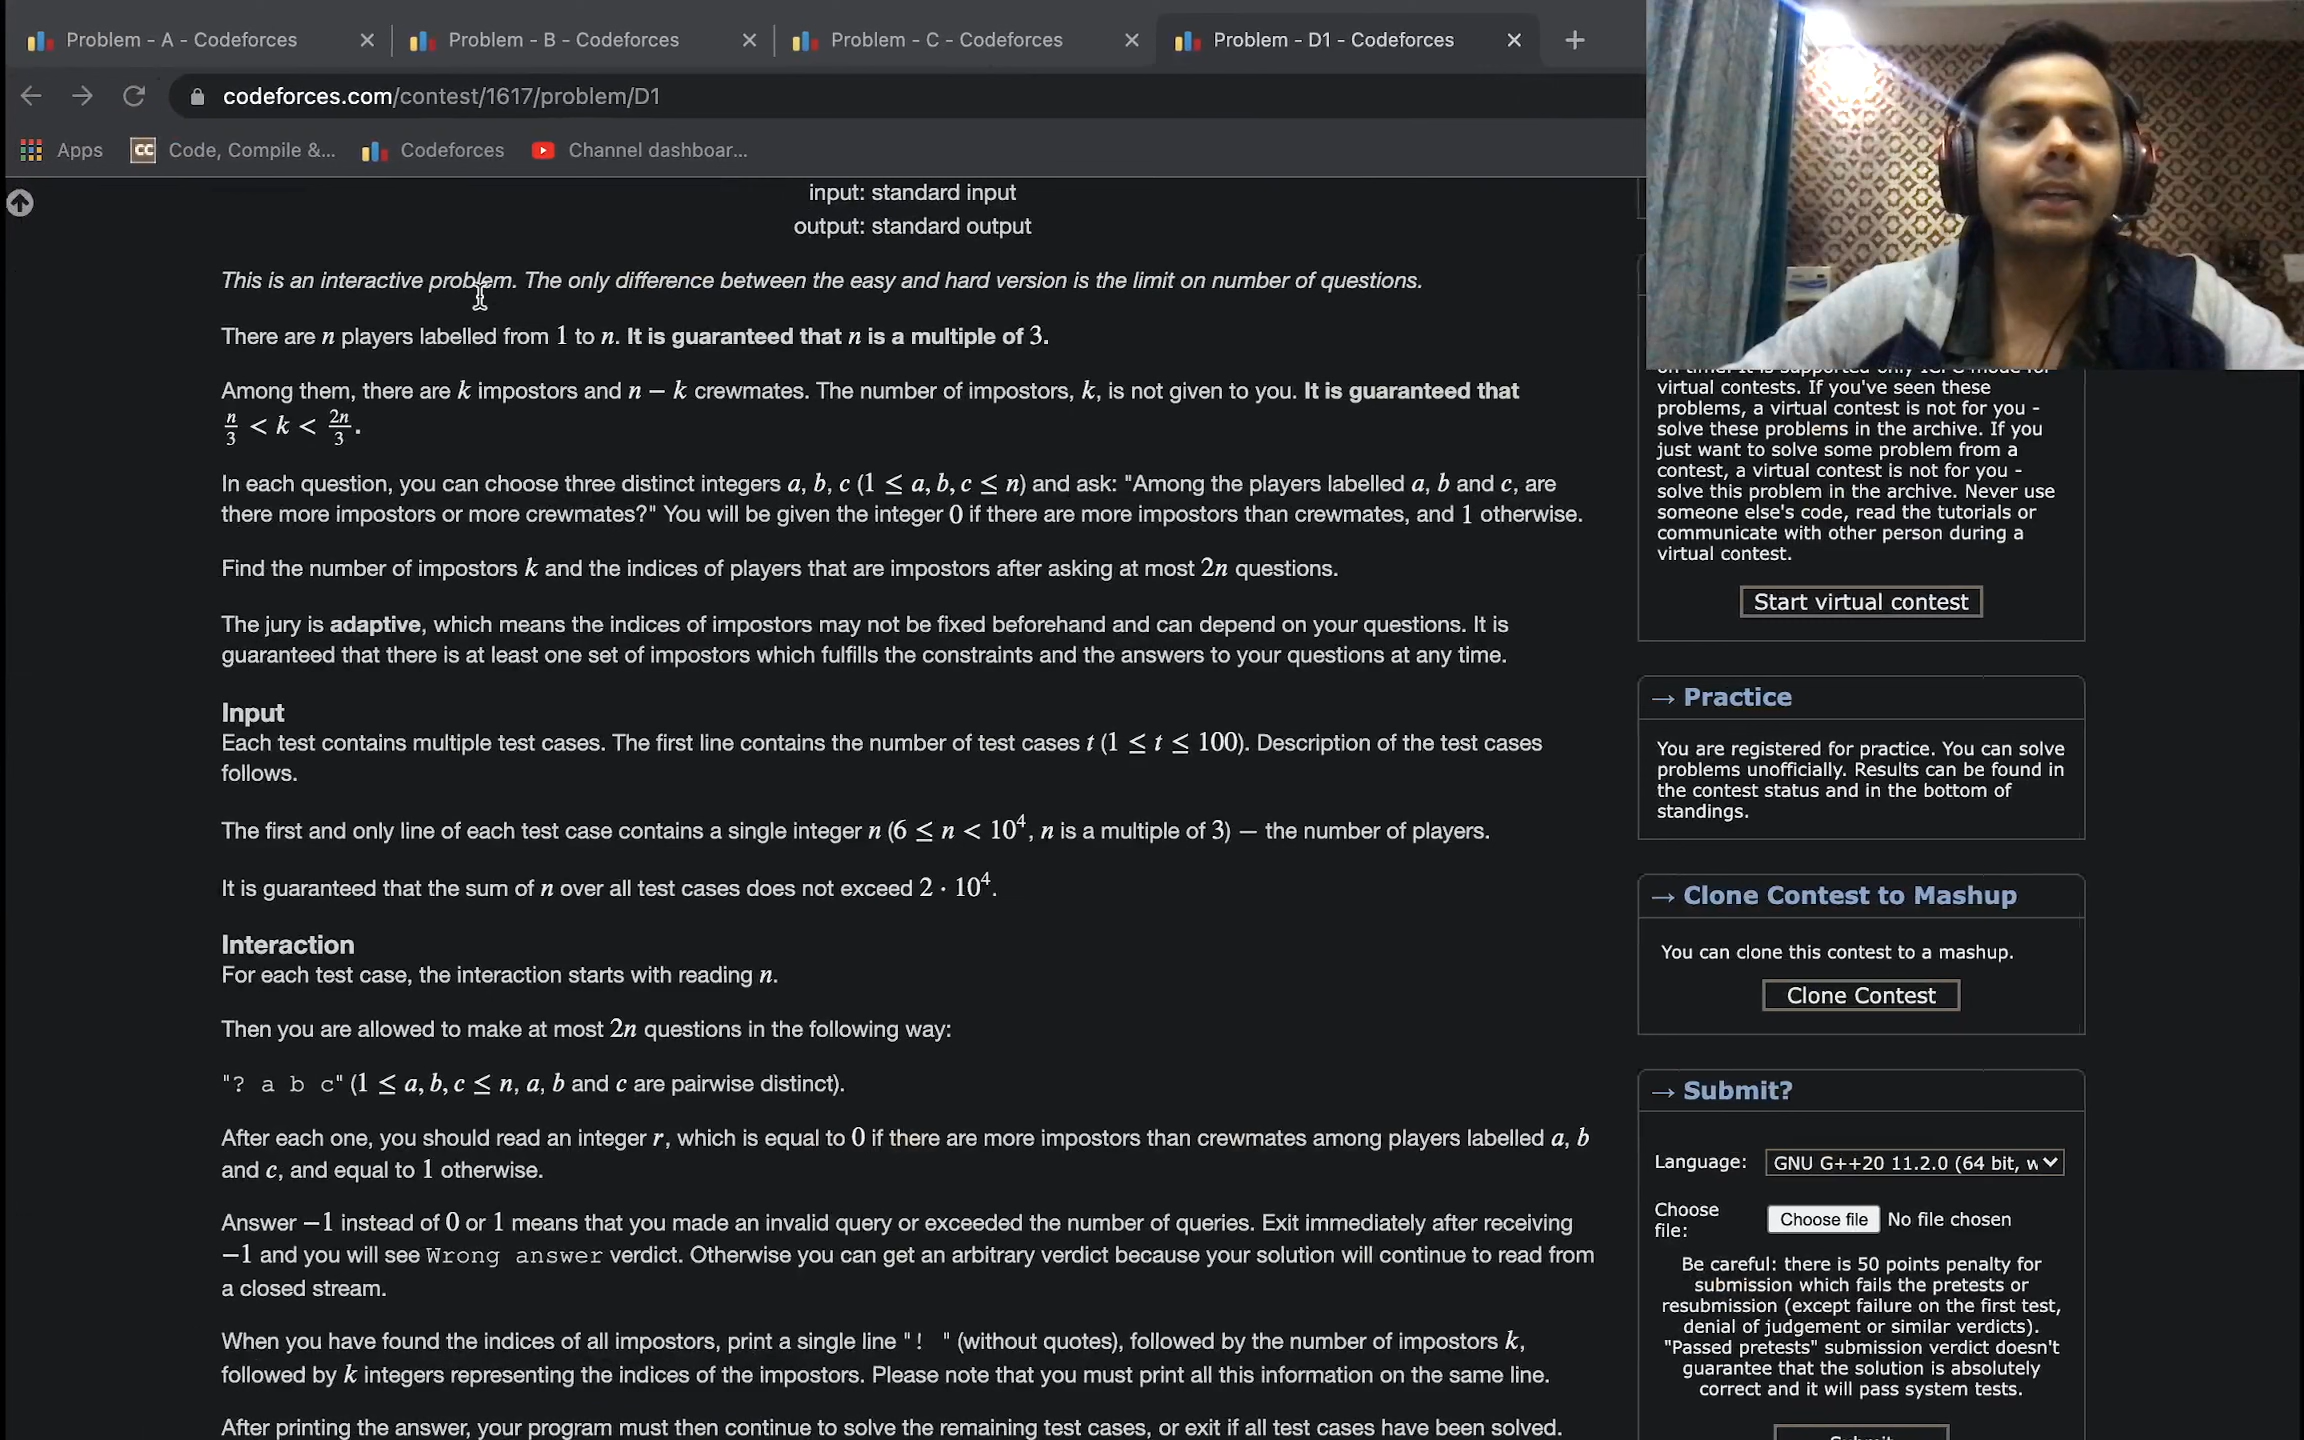 Problem - A - Codeforces
Problem - B - Codeforces
Problem - C - Codeforces
Problem - D1 - Codeforces
codeforces.com/contest/1617/problem/D1
Apps
CC
Code, Compile &...
Codeforces
Channel dashboar...
input: standard input
output: standard output
This is an interactive problem. The only difference between the easy and hard version is the limit on number of questions.
There are n players labelled from 1 to n. It is guaranteed that n is a multiple of 3.
Among them, there are k impostors and n − k crewmates. The number of impostors, k, is not given to you. It is guaranteed that
n/3 < k < 2n/3.
In each question, you can choose three distinct integers a, b, c (1 ≤ a, b, c ≤ n) and ask: "Among the players labelled a, b and c, are
there more impostors or more crewmates?" You will be given the integer 0 if there are more impostors than crewmates, and 1 otherwise.
Find the number of impostors k and the indices of players that are impostors after asking at most 2n questions.
The jury is adaptive, which means the indices of impostors may not be fixed beforehand and can depend on your questions. It is
guaranteed that there is at least one set of impostors which fulfills the constraints and the answers to your questions at any time.
Input
Each test contains multiple test cases. The first line contains the number of test cases t (1 ≤ t ≤ 100). Description of the test cases
follows.
The first and only line of each test case contains a single integer n (6 ≤ n < 10⁴, n is a multiple of 3) — the number of players.
It is guaranteed that the sum of n over all test cases does not exceed 2 · 10⁴.
Interaction
For each test case, the interaction starts with reading n.
Then you are allowed to make at most 2n questions in the following way:
"? a b c" (1 ≤ a, b, c ≤ n, a, b and c are pairwise distinct).
After each one, you should read an integer r, which is equal to 0 if there are more impostors than crewmates among players labelled a, b
and c, and equal to 1 otherwise.
Answer −1 instead of 0 or 1 means that you made an invalid query or exceeded the number of queries. Exit immediately after receiving
−1 and you will see Wrong answer verdict. Otherwise you can get an arbitrary verdict because your solution will continue to read from
a closed stream.
When you have found the indices of all impostors, print a single line "! " (without quotes), followed by the number of impostors k,
followed by k integers representing the indices of the impostors. Please note that you must print all this information on the same line.
After printing the answer, your program must then continue to solve the remaining test cases, or exit if all test cases have been solved.
virtual contests. If you've seen these
problems, a virtual contest is not for you -
solve these problems in the archive. If you
just want to solve some problem from a
contest, a virtual contest is not for you -
solve this problem in the archive. Never use
someone else's code, read the tutorials or
communicate with other person during a
virtual contest.
Start virtual contest
→ Practice
You are registered for practice. You can solve
problems unofficially. Results can be found in
the contest status and in the bottom of
standings.
→ Clone Contest to Mashup
You can clone this contest to a mashup.
Clone Contest
→ Submit?
Language:
GNU G++20 11.2.0 (64 bit, w
Choose
file:
Choose file No file chosen
Be careful: there is 50 points penalty for
submission which fails the pretests or
resubmission (except failure on the first test,
denial of judgement or similar verdicts).
"Passed pretests" submission verdict doesn't
guarantee that the solution is absolutely
correct and it will pass system tests.